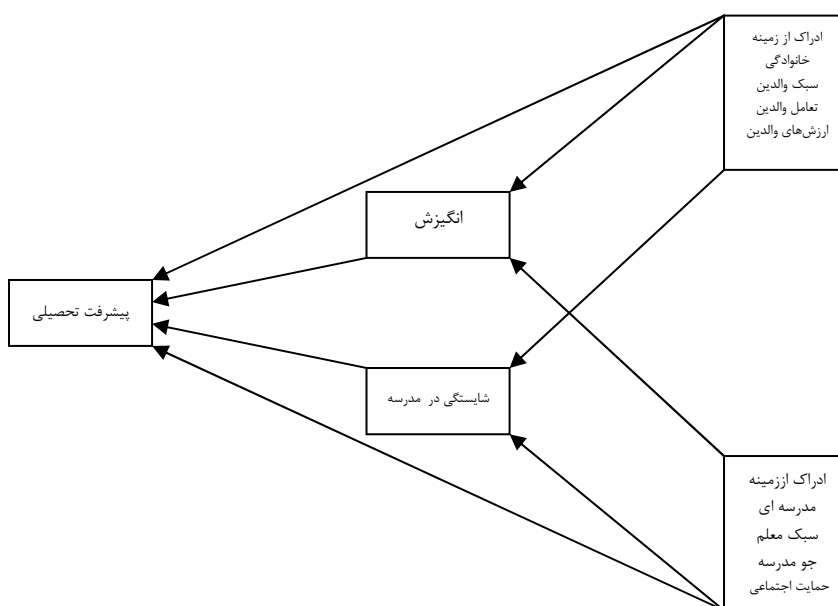 ادراک از زمینه
خانوادگی
سبک والدین
تعامل والدین
ارزش‌های والدین
انگیزش
پیشرفت تحصیلی
شایستگی در مدرسه
ادراک اززمینه
مدرسه ای
سبک معلم
جو مدرسه
حمایت اجتماعی